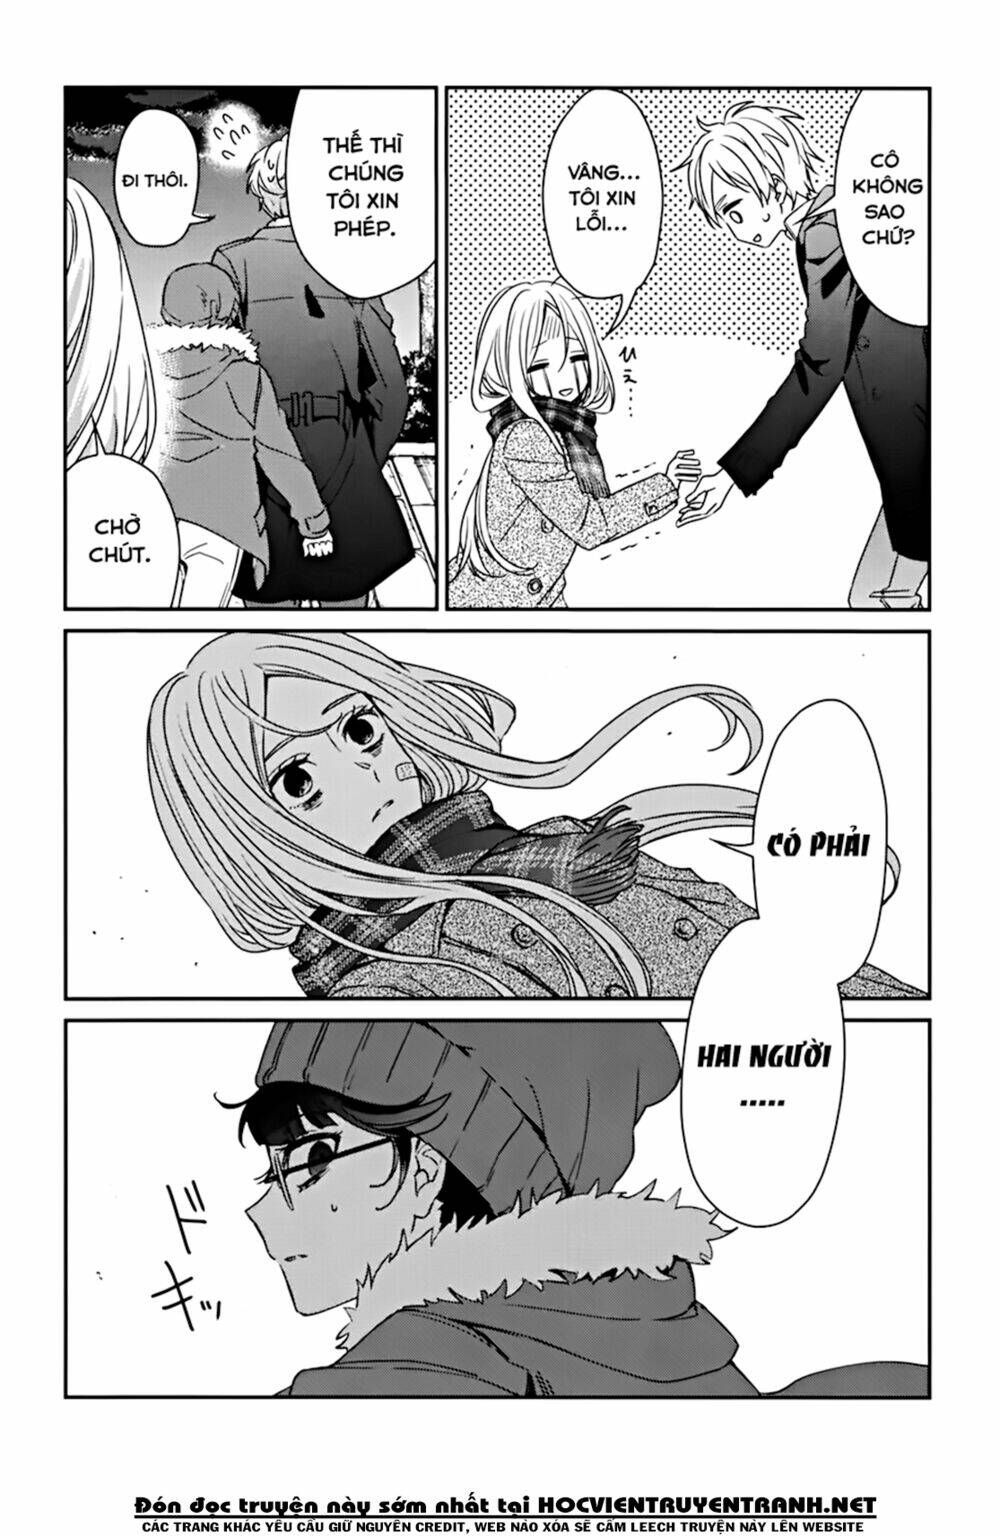 CÔ
KHÔNG
SAO
CHỨ?
VÂNG...
TÔI XIN
LỖI...
ひぇ...
THẾ THÌ
CHÚNG
TÔI XIN
PHÉP.
ĐI THÔI.
CHỜ
CHÚT.
CÓ PHẢI
HAI NGƯỜI
.....
ドキッ
Đón đọc truyện này sớm nhất tại HOCVIENTRUYENTRANH.NET
CÁC TRANG KHÁC YÊU CẦU GIỮ NGUYÊN CREDIT, WEB NÀO XÓA SẼ CẤM LEECH TRUYỆN NÀY LÊN WEBSITE